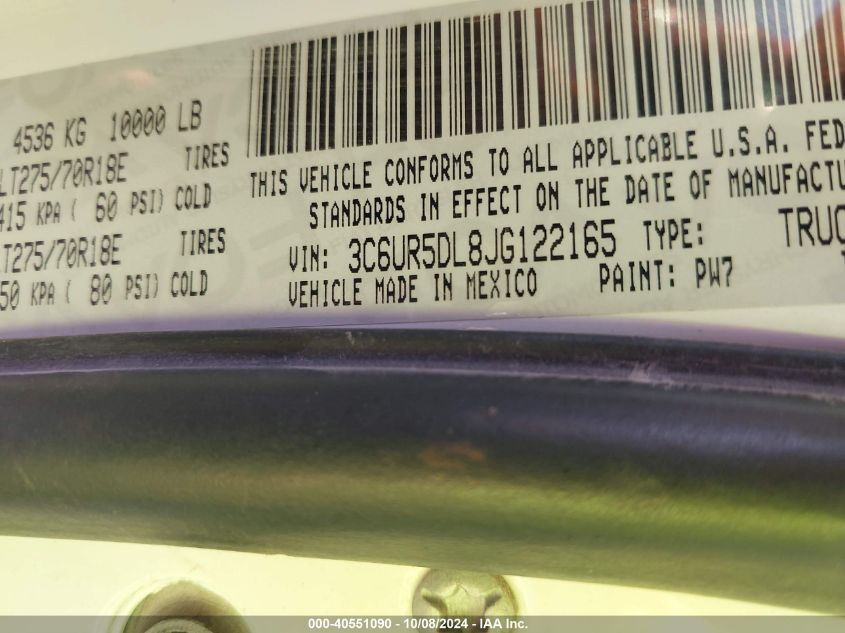 4536 KG 10000 LB
LT275/70R18E TIRES
415 KPA ( 60 PSI) COLD
LT275/70R18E TIRES
50 KPA ( 80 PSI) COLD
THIS VEHICLE CONFORMS TO ALL APPLICABLE U.S.A. FED
STANDARDS IN EFFECT ON THE DATE OF MANUFACTU
VIN: 3C6UR5DL8JG122165 TYPE: TRUC
VEHICLE MADE IN MEXICO PAINT: PW7
000-40551090 - 10/08/2024 - IAA Inc.